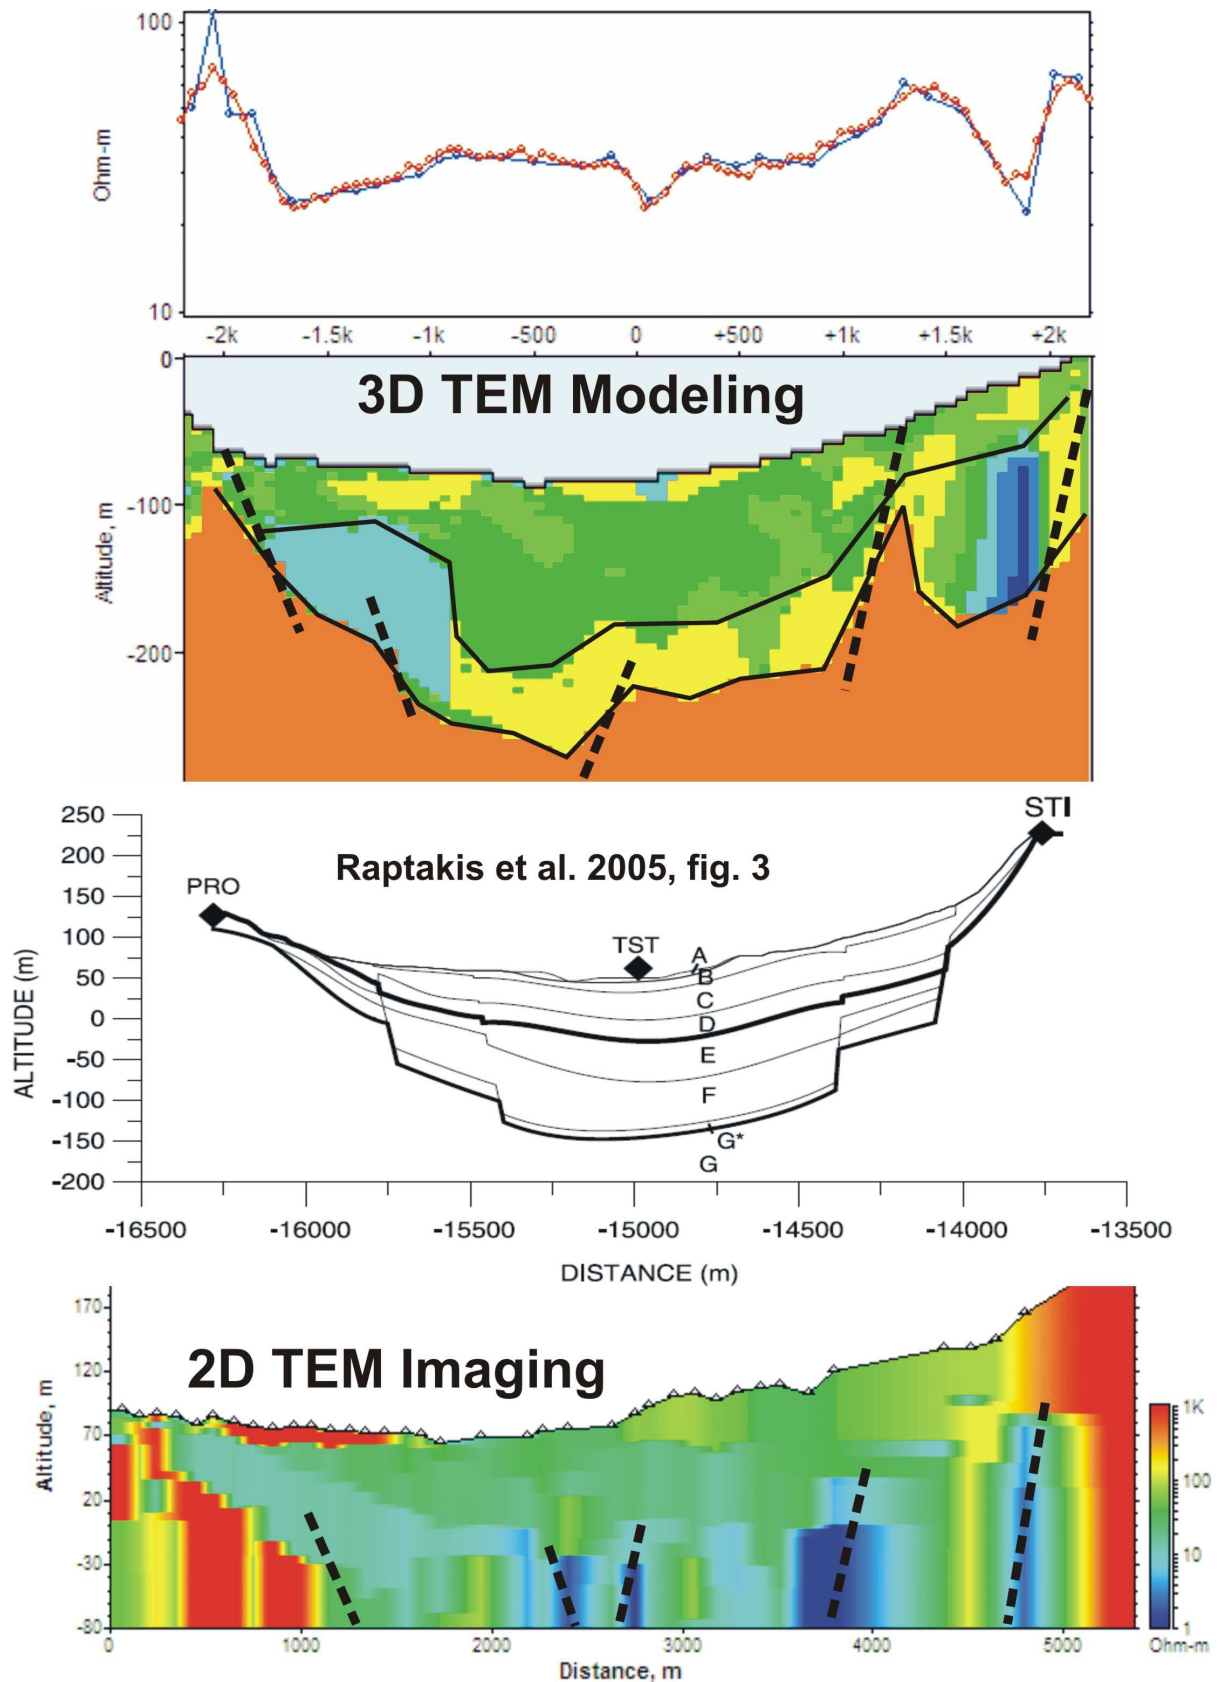 100
Ohm-m
10
-2k -1.5k -1k -500 0 +500 +1k +1.5k +2k
0
3D TEM Modeling
-100
Altitude, m
-200
250
200
150
100
50
0
-50
-100
-150
-200
ALTITUDE (m)
STI
Raptakis et al. 2005, fig. 3
PRO
TST
A
B
C
D
E
F
G*
G
-16500 -16000 -15500 -15000 -14500 -14000 -13500
DISTANCE (m)
170
120
70
20
-30
-80
Altitude, m
2D TEM Imaging
1K
100
10
1
Ohm-m
0 1000 2000 3000 4000 5000
Distance, m